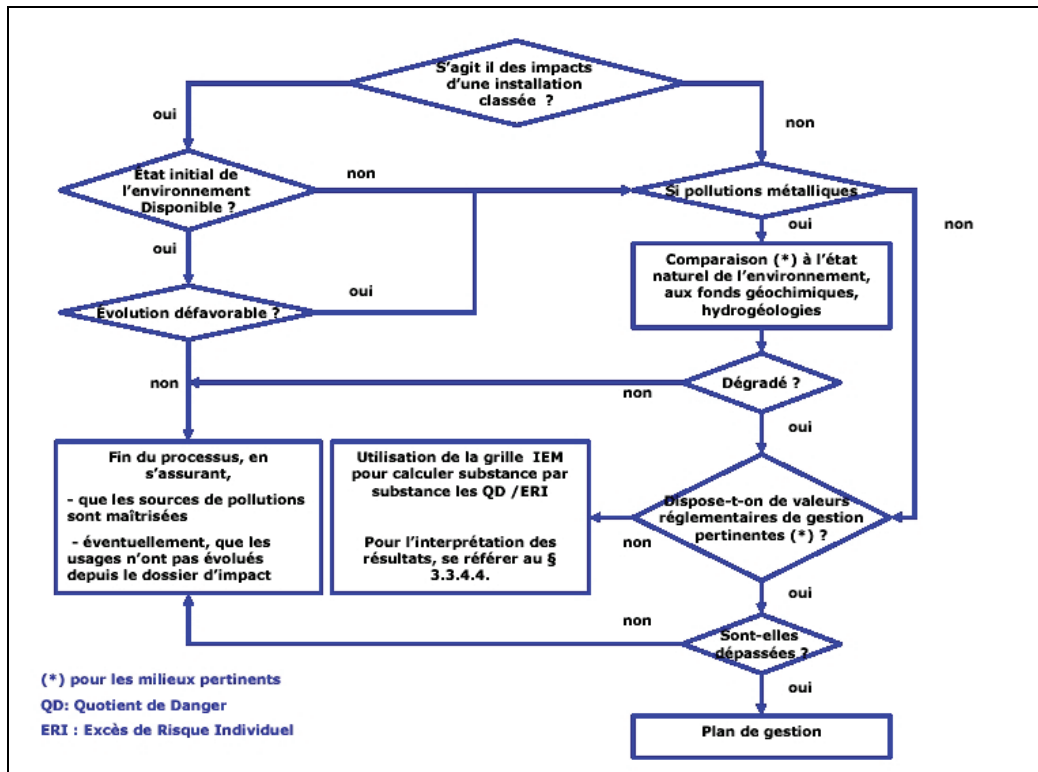 S'agit il des impacts
d'une installation
classée ?
oui
non
État initial de
l'environnement
Disponible ?
non
Si pollutions métalliques
oui
oui
non
Comparaison (*) à l'état
naturel de l'environnement,
aux fonds géochimiques,
hydrogéologies
Évolution défavorable ?
oui
non
Dégradé ?
non
oui
Fin du processus, en
s'assurant,
- que les sources de pollutions
sont maîtrisées
- éventuellement, que les
usages n'ont pas évolués
depuis le dossier d'impact
Utilisation de la grille IEM
pour calculer substance par
substance les QD /ERI
Pour l'interprétation des
résultats, se référer au §
3.3.4.4.
Dispose-t-on de valeurs
réglementaires de gestion
pertinentes (*) ?
non
oui
non
Sont-elles
dépassées ?
oui
Plan de gestion
(*) pour les milieux pertinents
QD: Quotient de Danger
ERI : Excès de Risque Individuel